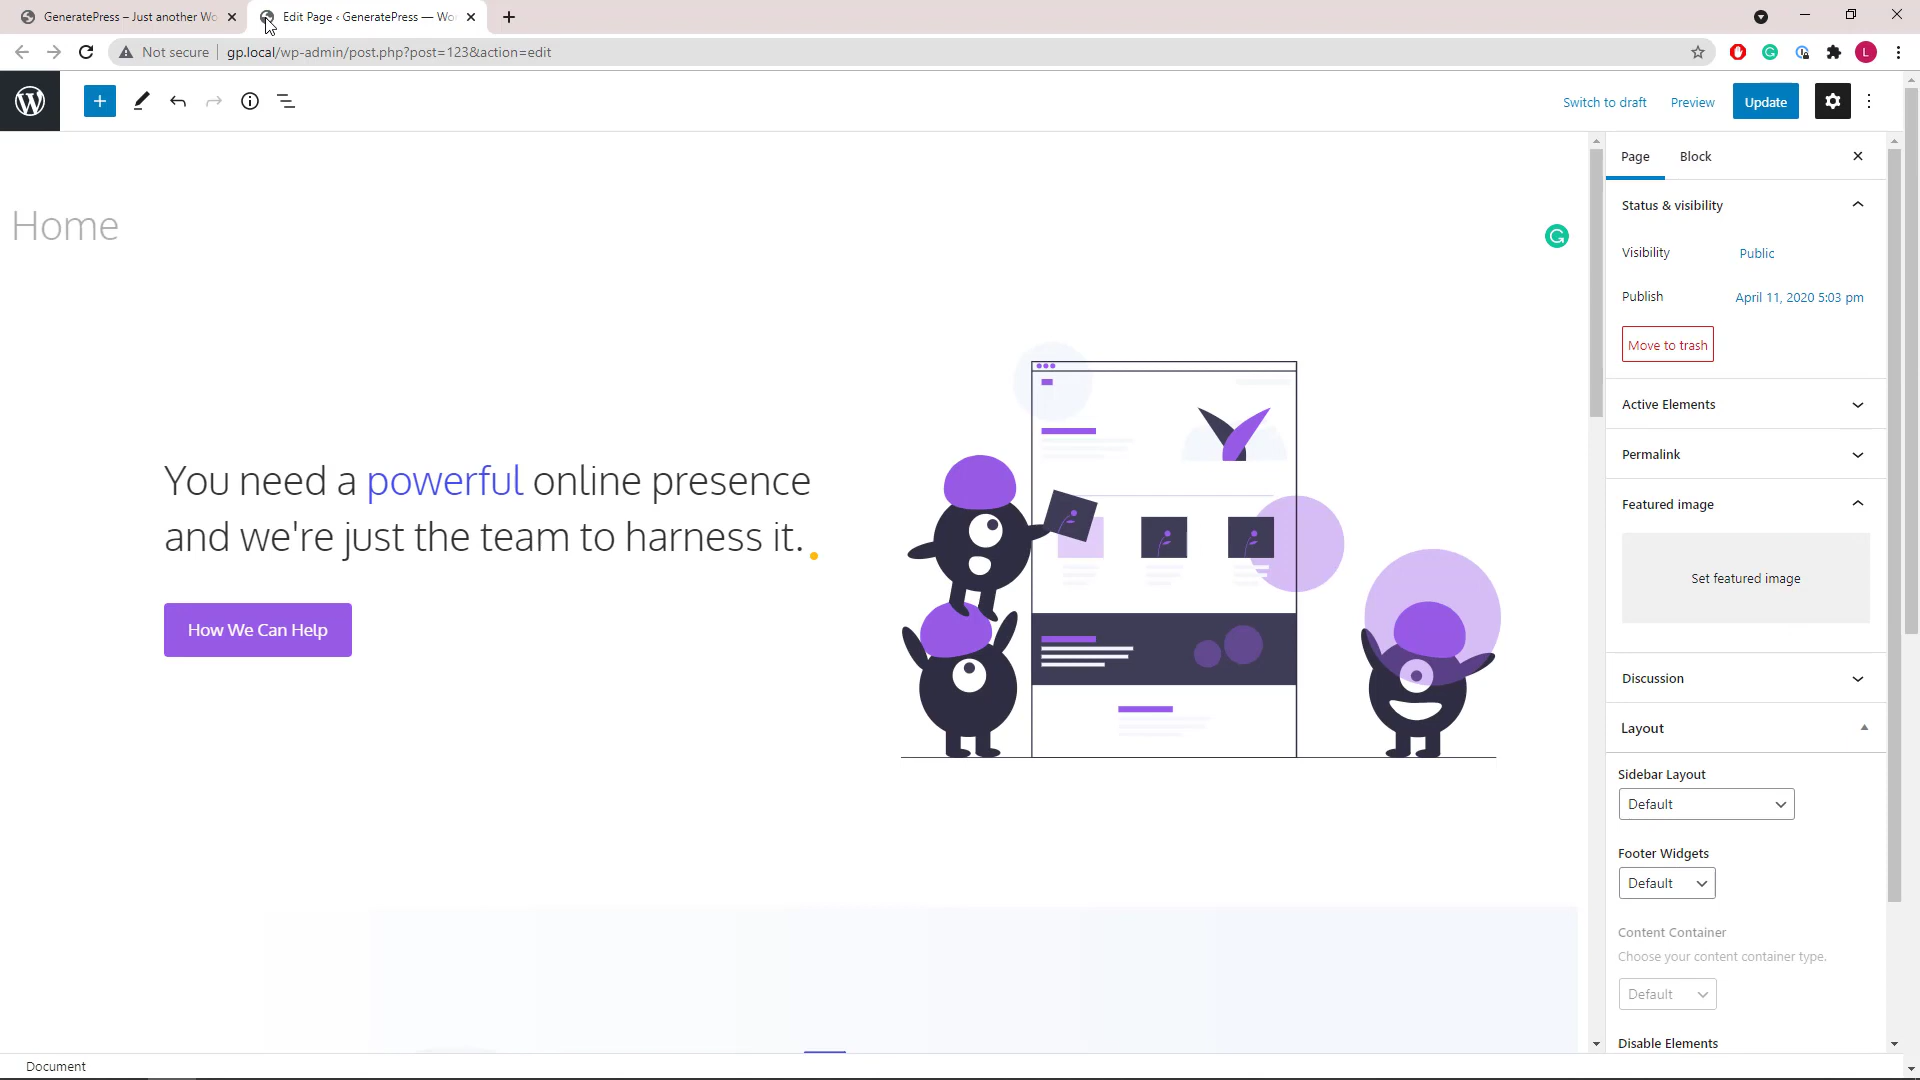 GeneratePress – Just another Wo
Edit Page ‹ GeneratePress — Wo
Not secure
gp.local/wp-admin/post.php?post=123&action=edit
L
Switch to draft
Preview
Update
Page
Block
Home
Status & visibility
Visibility
Public
Publish
April 11, 2020 5:03 pm
Move to trash
Active Elements
Permalink
Featured image
Set featured image
You need a powerful online presence
and we're just the team to harness it.
How We Can Help
Discussion
Layout
Sidebar Layout
Default
Footer Widgets
Default
Content Container
Choose your content container type.
Default
Disable Elements
Document